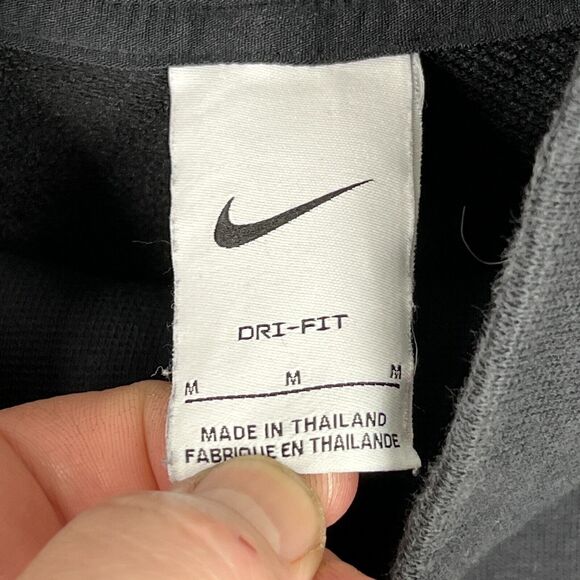 DRI-FIT
M M M
MADE IN THAILAND
FABRIQUE EN THAILANDE